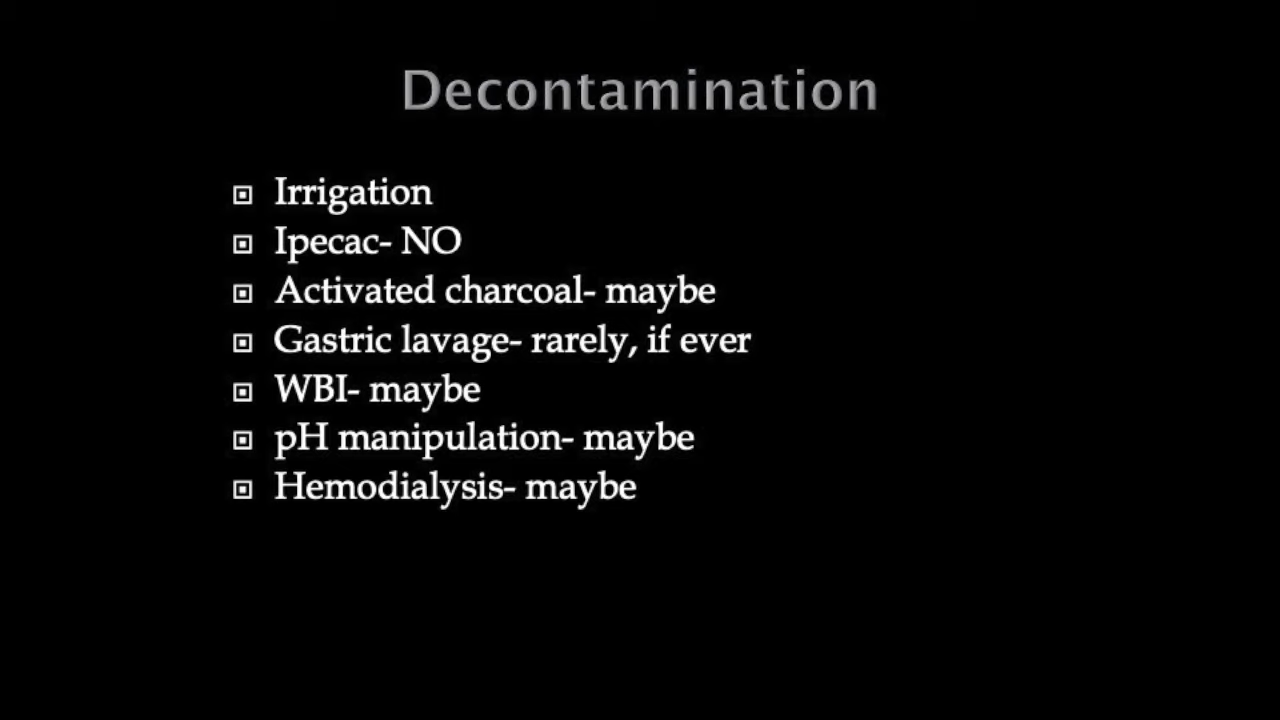 Decontamination
Irrigation
Ipecac- NO
Activated charcoal- maybe
Gastric lavage- rarely, if ever
WBI- maybe
pH manipulation- maybe
Hemodialysis- maybe